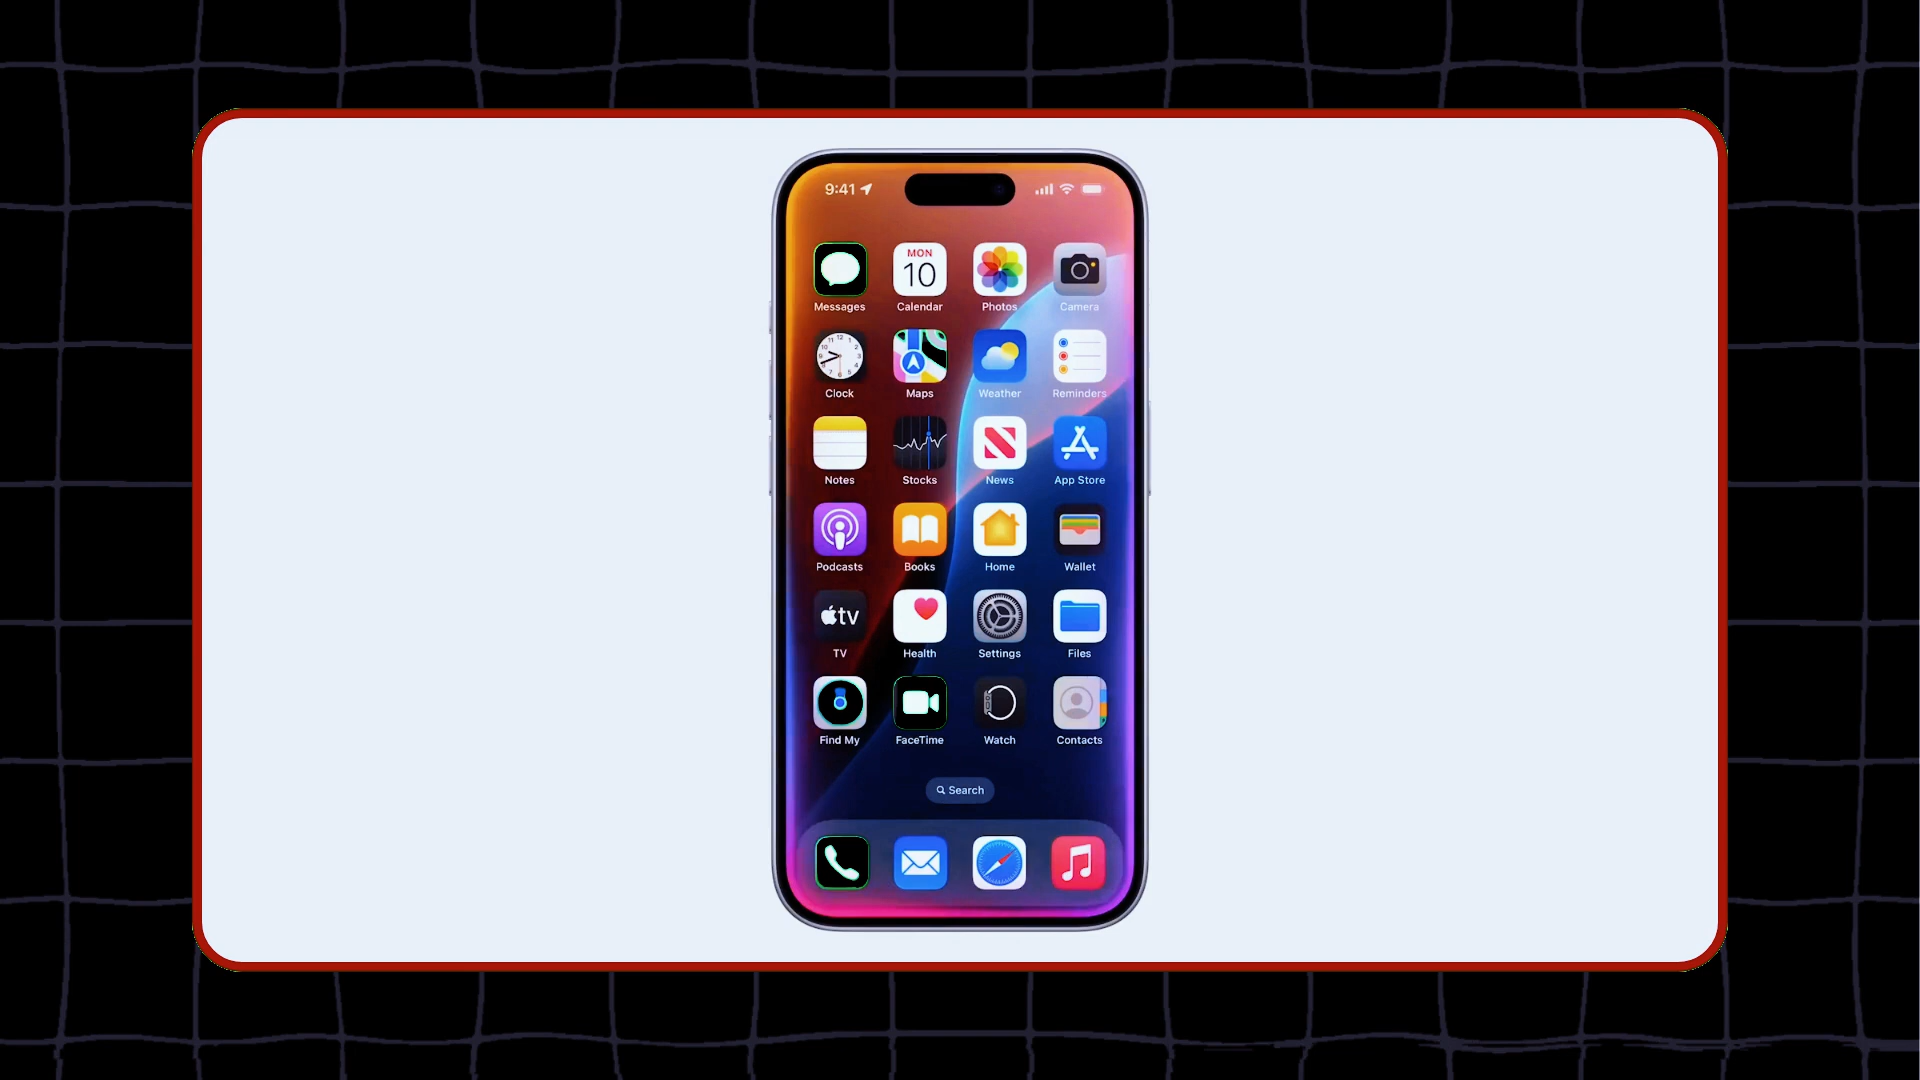 9:41
MON
10
Messages Calendar Photos Camera
Clock Maps Weather Reminders
Notes Stocks News App Store
Podcasts Books Home Wallet
tv
TV Health Settings Files
Find My FaceTime Watch Contacts
Search